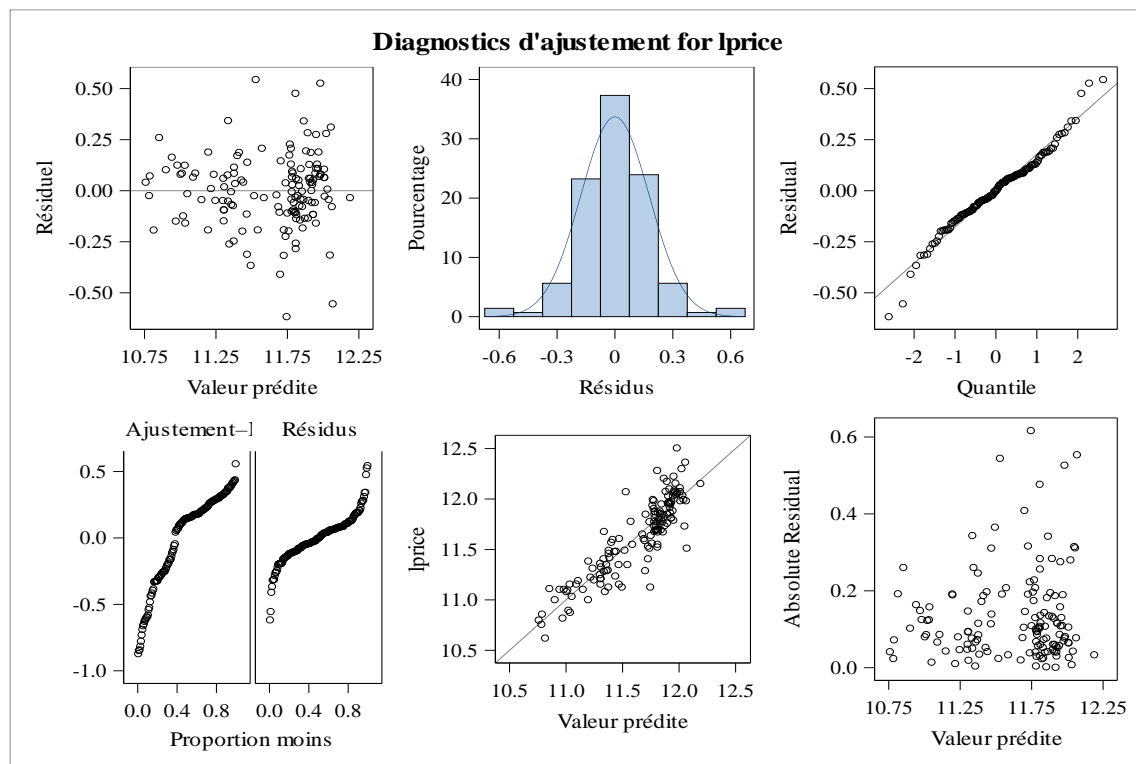 Diagnostics d'ajustement for lprice
0.50
0.25
0.00
-0.25
-0.50
Résiduel
10.75 11.25 11.75 12.25
Valeur prédite
40
30
20
10
0
Pourcentage
-0.6 -0.3 0 0.3 0.6
Résidus
0.50
0.25
0.00
-0.25
-0.50
Residual
-2 -1 0 1 2
Quantile
Ajustement–
Résidus
0.5
0.0
-0.5
-1.0
0.0 0.4 0.8
0.0 0.4 0.8
Proportion moins
12.5
12.0
11.5
11.0
10.5
lprice
10.5 11.0 11.5 12.0 12.5
Valeur prédite
0.6
0.4
0.2
0.0
Absolute Residual
10.75 11.25 11.75 12.25
Valeur prédite